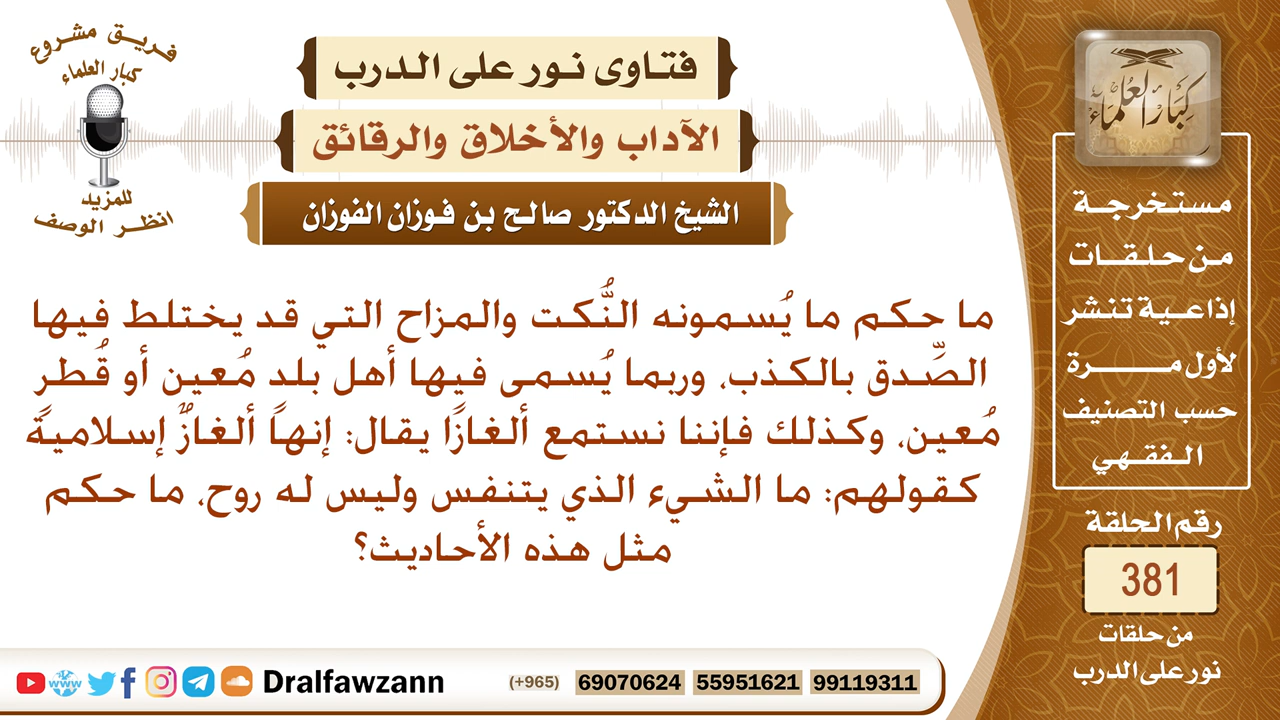 فريق مشروع
كبار العلماء
للمزيد
انظر الوصف
فتاوى نور على الدرب
الآداب والأخلاق والرقائق
الشيخ الدكتور صالح بن فوزان الفوزان
ما حكم ما يُسمونه النُّكت والمزاح التي قد يختلط فيها
الصِّدق بالكذب، وربما يُسمى فيها أهل بلد مُعين أو قُطر
مُعين، وكذلك فإننا نستمع ألغازًا يقال: إنهاً ألغازٌ إسلاميةً
كقولهم: ما الشيء الذي يتنفس وليس له روح، ما حكم
مثل هذه الأحاديث؟
كبار العلماء
مستخرجة
من حلقات
إذاعية تنشر
لأول مرة
حسب التصنيف
الفقهي
رقم الحلقة
381
من حلقات
نور على الدرب
www Dralfawzann (+965) 69070624 55951621 99119311